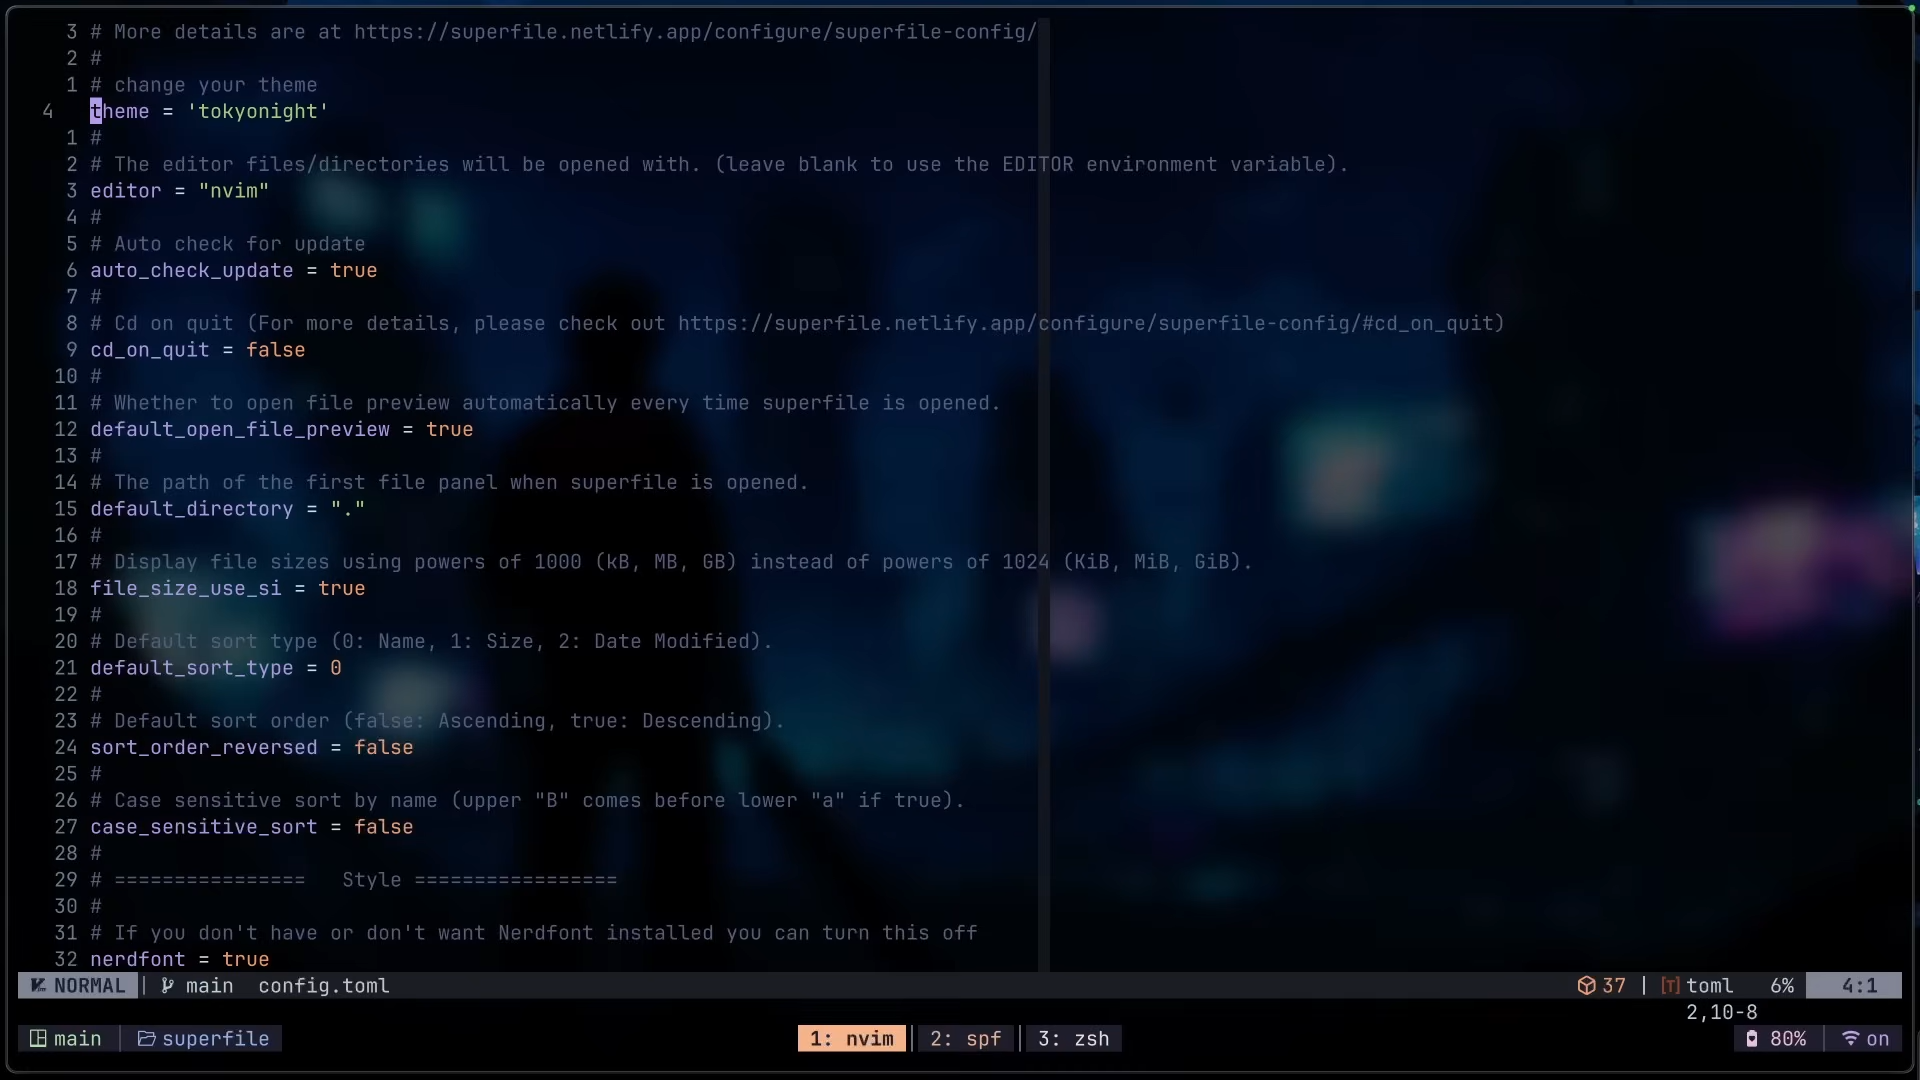 3 # More details are at https://superfile.netlify.app/configure/superfile-config/
2 #
1 # change your theme
4 theme = 'tokyonight'
1 #
2 # The editor files/directories will be opened with. (leave blank to use the EDITOR environment variable).
3 editor = "nvim"
4 #
5 # Auto check for update
6 auto_check_update = true
7 #
8 # Cd on quit (For more details, please check out https://superfile.netlify.app/configure/superfile-config/#cd_on_quit)
9 cd_on_quit = false
10 #
11 # Whether to open file preview automatically every time superfile is opened.
12 default_open_file_preview = true
13 #
14 # The path of the first file panel when superfile is opened.
15 default_directory = "."
16 #
17 # Display file sizes using powers of 1000 (kB, MB, GB) instead of powers of 1024 (KiB, MiB, GiB).
18 file_size_use_si = true
19 #
20 # Default sort type (0: Name, 1: Size, 2: Date Modified).
21 default_sort_type = 0
22 #
23 # Default sort order (false: Ascending, true: Descending).
24 sort_order_reversed = false
25 #
26 # Case sensitive sort by name (upper "B" comes before lower "a" if true).
27 case_sensitive_sort = false
28 #
29 # ================   Style =================
30 #
31 # If you don't have or don't want Nerdfont installed you can turn this off
32 nerdfont = true
NORMAL | main config.toml 37 | [T] toml 6% 4:1
2,10-8
main | superfile 1: nvim | 2: spf | 3: zsh 80% | on